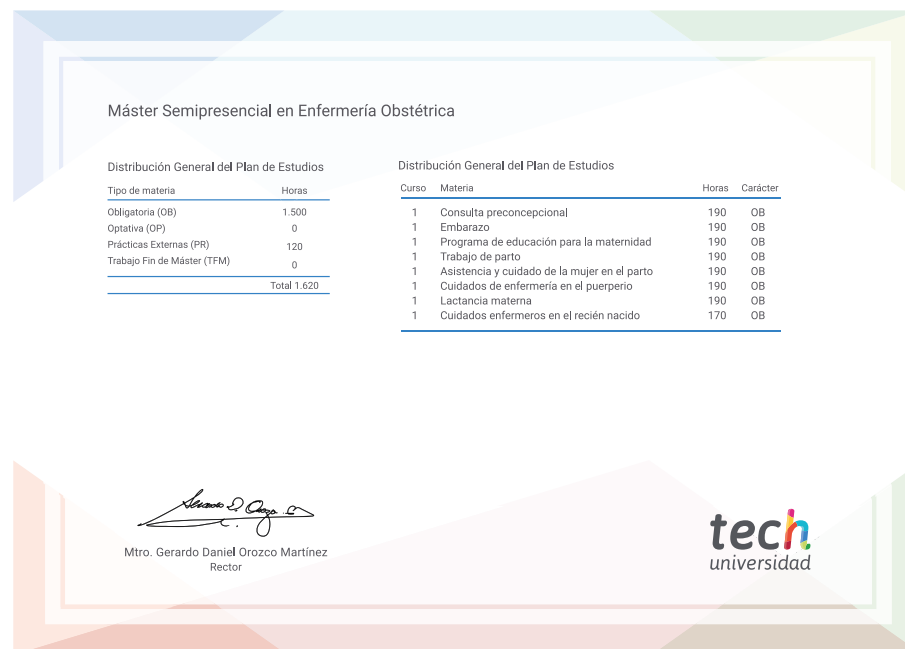 Máster Semipresencial en Enfermería Obstétrica
Distribución General del Plan de Estudios
Tipo de materia Horas
Obligatoria (OB) 1.500
Optativa (OP) 0
Prácticas Externas (PR) 120
Trabajo Fin de Máster (TFM) 0
Total 1.620
Distribución General del Plan de Estudios
Curso Materia Horas Carácter
1 Consulta preconcepcional 190 OB
1 Embarazo 190 OB
1 Programa de educación para la maternidad 190 OB
1 Trabajo de parto 190 OB
1 Asistencia y cuidado de la mujer en el parto 190 OB
1 Cuidados de enfermería en el puerperio 190 OB
1 Lactancia materna 190 OB
1 Cuidados enfermeros en el recién nacido 170 OB
Mtro. Gerardo Daniel Orozco Martínez
Rector
tech
universidad